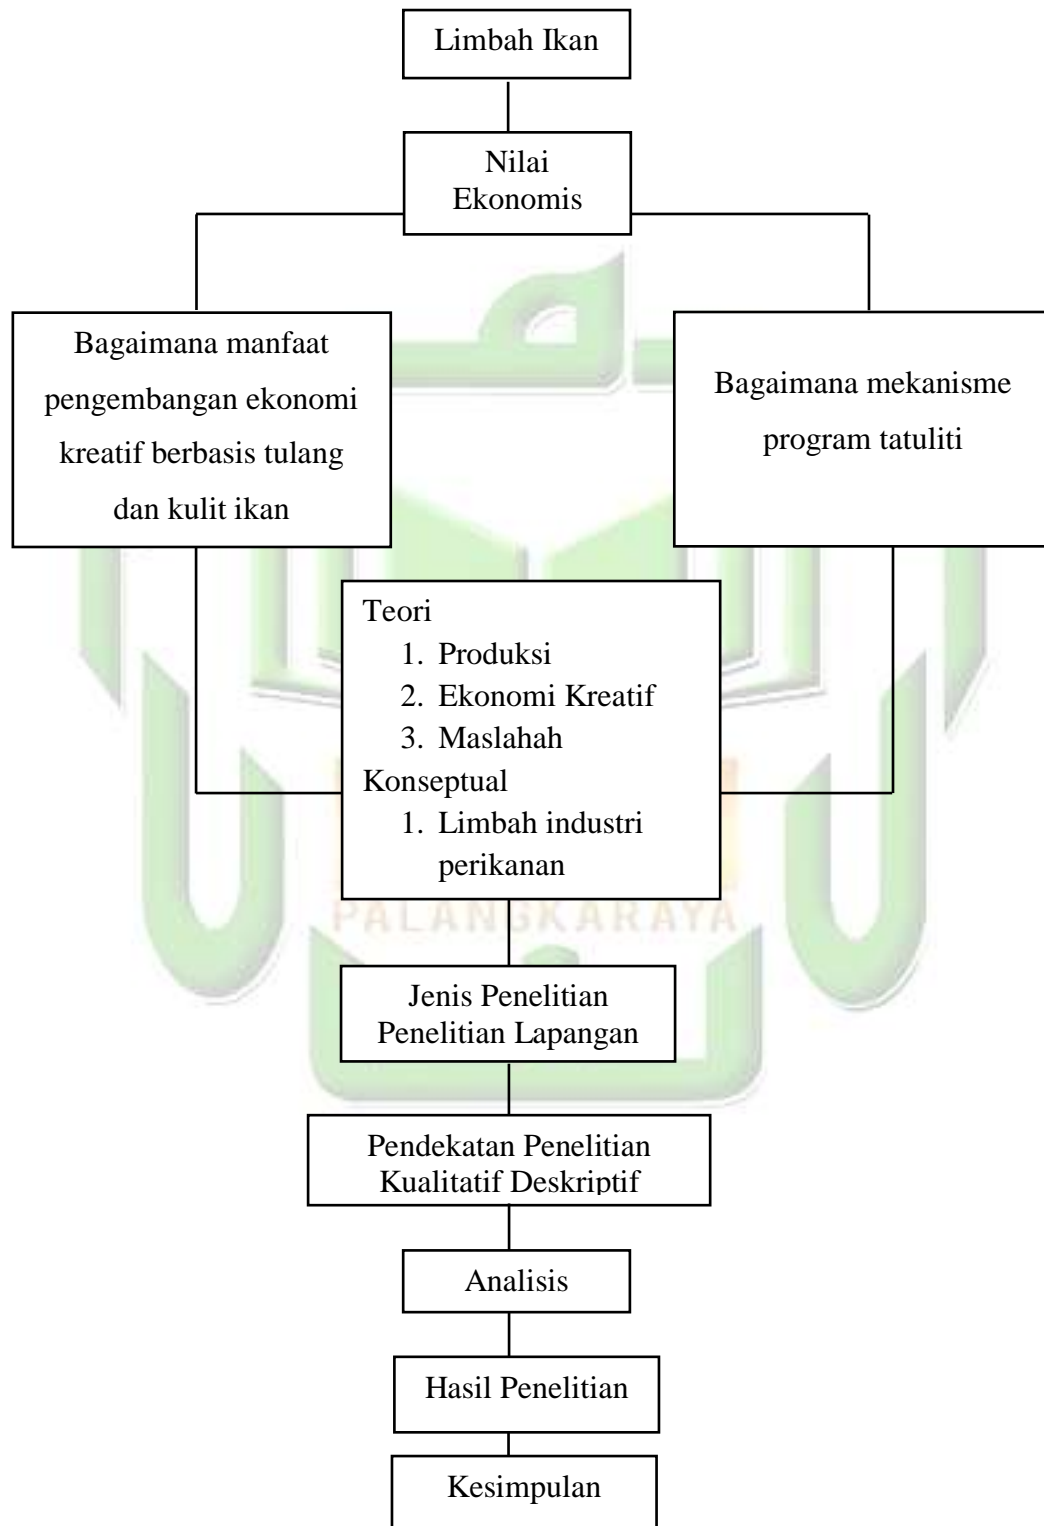 Limbah Ikan
Nilai
Ekonomis
Bagaimana manfaat
pengembangan ekonomi
kreatif berbasis tulang
dan kulit ikan
Bagaimana mekanisme
program tatuliti
Teori
1. Produksi
2. Ekonomi Kreatif
3. Maslahah
Konseptual
1. Limbah industri
perikanan
PALANGKARAYA
Jenis Penelitian
Penelitian Lapangan
Pendekatan Penelitian
Kualitatif Deskriptif
Analisis
Hasil Penelitian
Kesimpulan